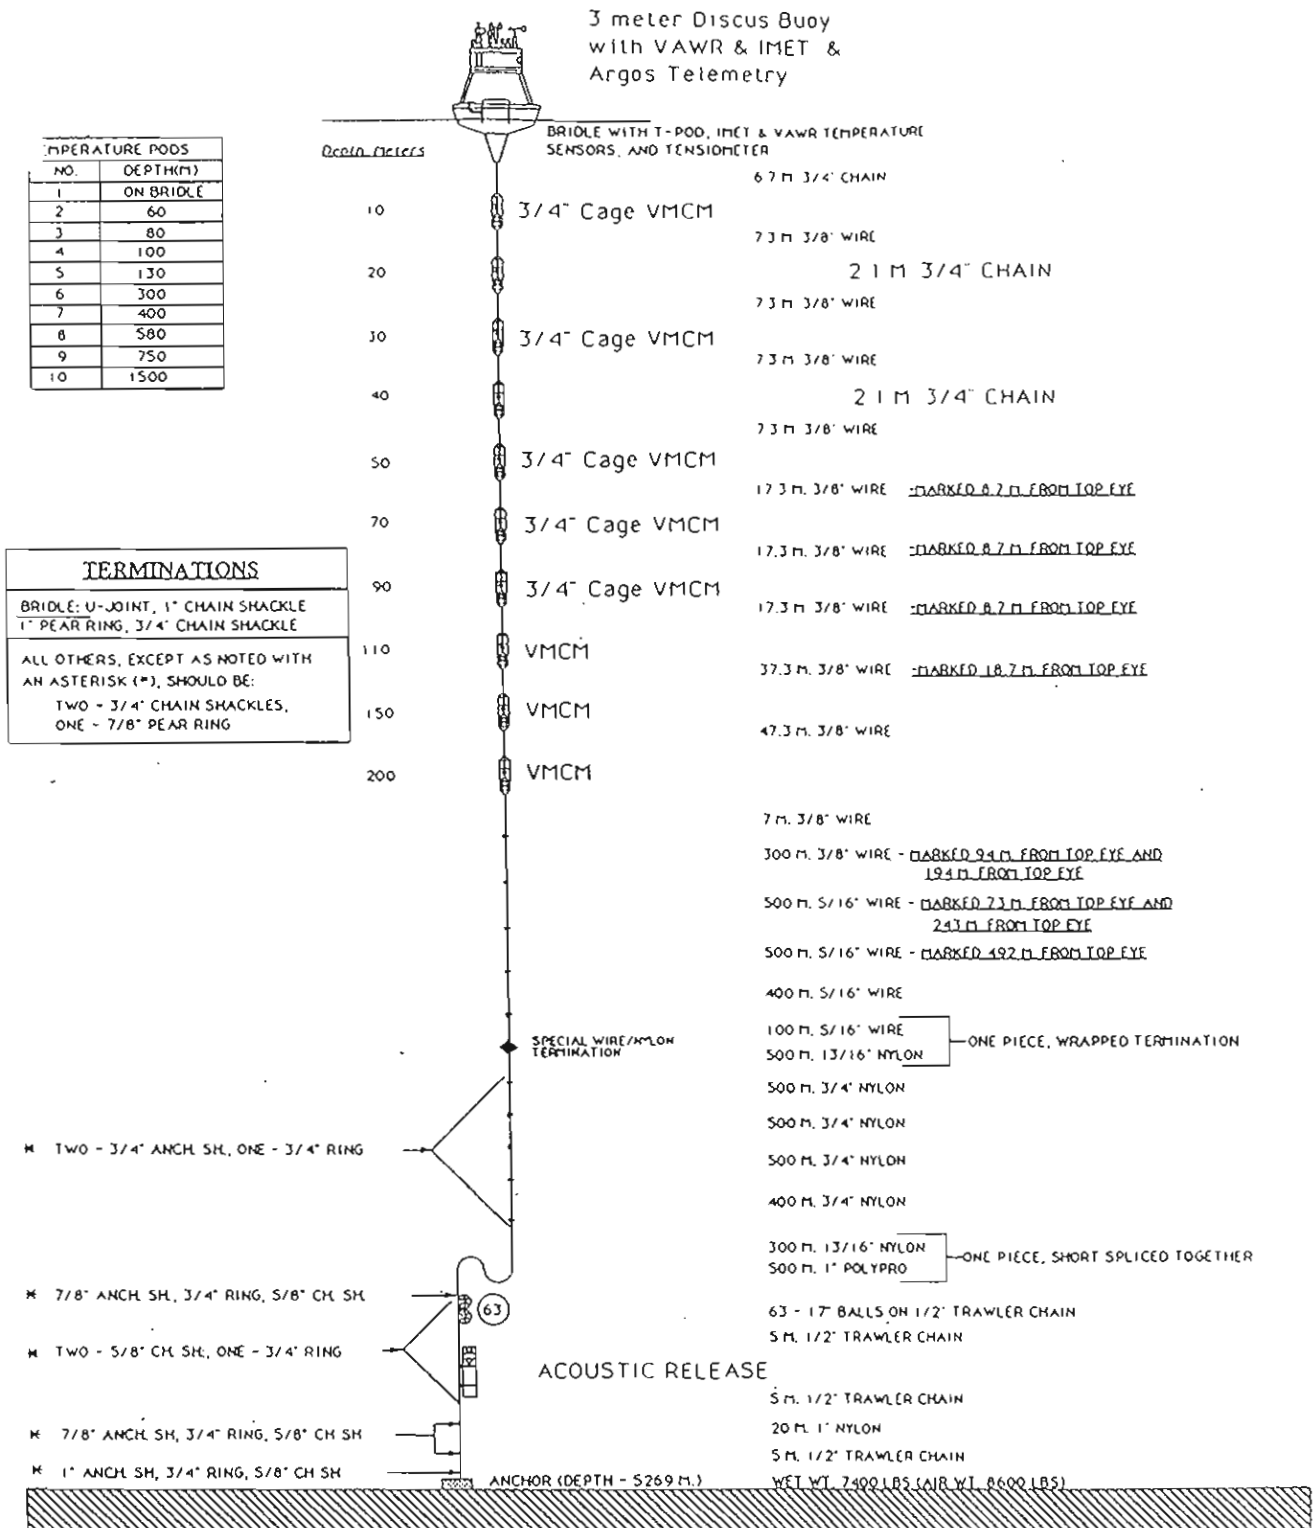 3 meter Discus Buoy
with VAWR & IMET &
Argos Telemetry
BRIDLE WITH T-POD, IMET & VAWR TEMPERATURE
SENSORS, AND TENSIOMETER
MPERATURE PODS
NO. DEPTH(M)
1 ON BRIDLE
2 60
3 80
4 100
5 130
6 300
7 400
8 580
9 750
10 1500
Depth Meters
6.7 M 3/4" CHAIN
10 3/4" Cage VMCM
7.3 M 3/8" WIRE
20 2.1 M 3/4" CHAIN
7.3 M 3/8" WIRE
30 3/4" Cage VMCM
7.3 M 3/8" WIRE
40 2.1 M 3/4" CHAIN
7.3 M 3/8" WIRE
50 3/4" Cage VMCM
17.3 M. 3/8" WIRE -MARKED 8.7 M FROM TOP EYE
70 3/4" Cage VMCM
17.3 M. 3/8" WIRE -MARKED 8.7 M FROM TOP EYE
90 3/4" Cage VMCM
17.3 M 3/8" WIRE -MARKED 8.7 M FROM TOP EYE
110 VMCM
37.3 M. 3/8" WIRE -MARKED 18.7 M FROM TOP EYE
150 VMCM
47.3 M. 3/8" WIRE
200 VMCM
TERMINATIONS
BRIDLE: U-JOINT, 1" CHAIN SHACKLE
1" PEAR RING, 3/4" CHAIN SHACKLE
ALL OTHERS, EXCEPT AS NOTED WITH
AN ASTERISK (*), SHOULD BE:
TWO - 3/4" CHAIN SHACKLES,
ONE - 7/8" PEAR RING
7 M. 3/8" WIRE
300 M. 3/8" WIRE - MARKED 94 M FROM TOP EYE AND
194 M FROM TOP EYE
500 M. 5/16" WIRE - MARKED 73 M FROM TOP EYE AND
243 M FROM TOP EYE
500 M. 5/16" WIRE - MARKED 492 M FROM TOP EYE
400 M. 5/16" WIRE
SPECIAL WIRE/NYLON
TERMINATION
100 M. 5/16" WIRE
500 M. 13/16" NYLON
ONE PIECE, WRAPPED TERMINATION
500 M. 3/4" NYLON
500 M. 3/4" NYLON
* TWO - 3/4" ANCH. SH., ONE - 3/4" RING
500 M. 3/4" NYLON
400 M. 3/4" NYLON
300 M. 13/16" NYLON
500 M. 1" POLYPRO
ONE PIECE, SHORT SPLICED TOGETHER
* 7/8" ANCH. SH., 3/4" RING, 5/8" CH. SH.
63
63 - 17" BALLS ON 1/2" TRAWLER CHAIN
5 M. 1/2" TRAWLER CHAIN
* TWO - 5/8" CH. SH., ONE - 3/4" RING
ACOUSTIC RELEASE
5 M. 1/2" TRAWLER CHAIN
20 M. 1" NYLON
* 7/8" ANCH. SH, 3/4" RING, 5/8" CH SH
5 M. 1/2" TRAWLER CHAIN
* 1" ANCH. SH, 3/4" RING, 5/8" CH SH
ANCHOR (DEPTH - 5269 M.) WET WT. 7400 LBS (AIR WT. 8600 LBS)